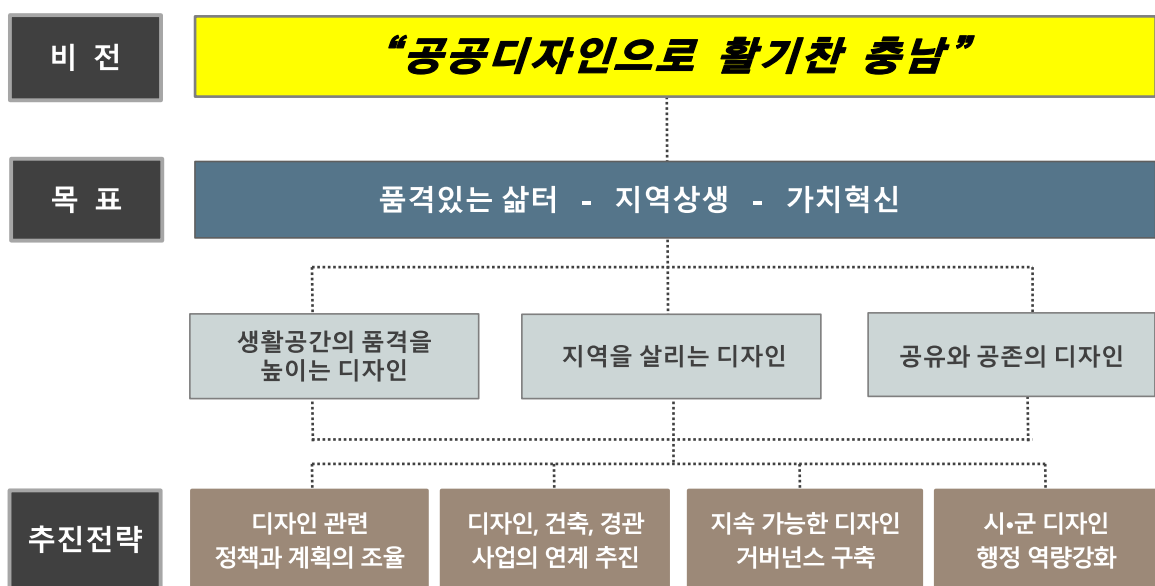 비 전
“공공디자인으로 활기찬 충남”
목 표
품격있는 삶터 - 지역상생 - 가치혁신
생활공간의 품격을
높이는 디자인
지역을 살리는 디자인
공유와 공존의 디자인
추진전략
디자인 관련
정책과 계획의 조율
디자인, 건축, 경관
사업의 연계 추진
지속 가능한 디자인
거버넌스 구축
시•군 디자인
행정 역량강화